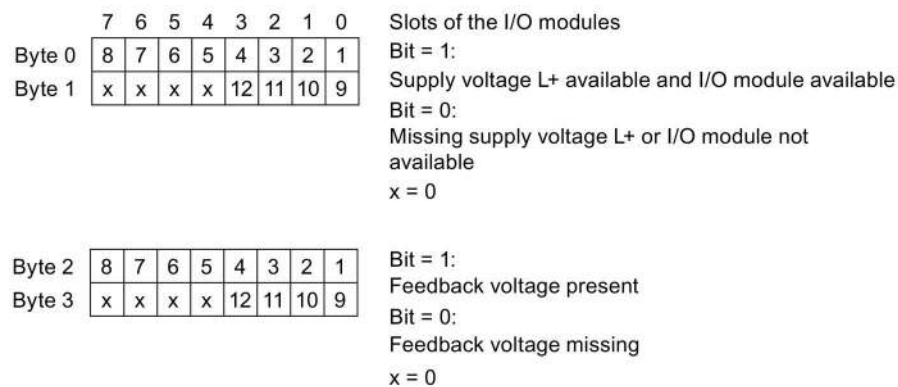 7 6 5 4 3 2 1 0
Byte 0 8 7 6 5 4 3 2 1
Byte 1 x x x x 12 11 10 9
Slots of the I/O modules
Bit = 1:
Supply voltage L+ available and I/O module available
Bit = 0:
Missing supply voltage L+ or I/O module not
available
x = 0
Byte 2 8 7 6 5 4 3 2 1
Byte 3 x x x x 12 11 10 9
Bit = 1:
Feedback voltage present
Bit = 0:
Feedback voltage missing
x = 0